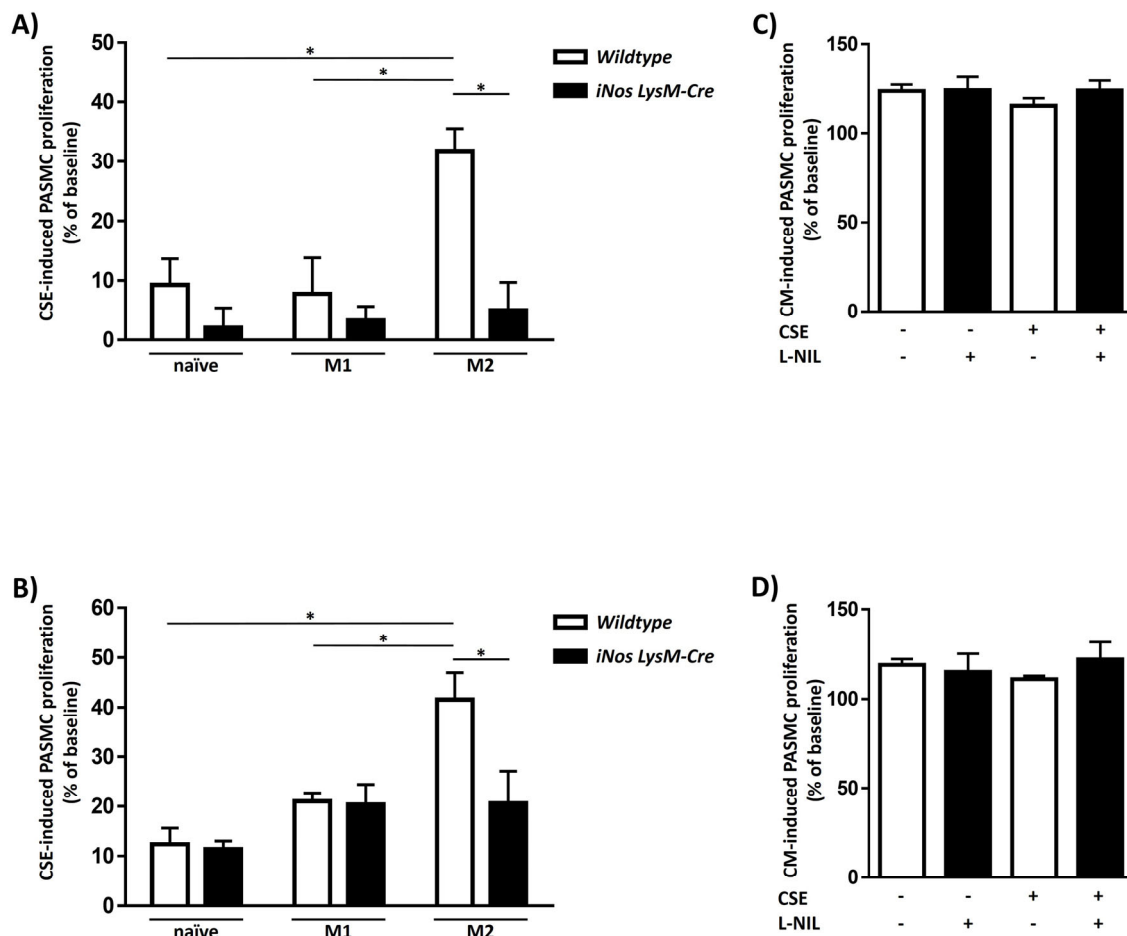 A)
CSE-induced PASMC proliferation
(% of baseline)
50
40
30
20
10
0
*
*
*
Wildtype
iNos LysM-Cre
naïve
M1
M2
C)
CM-induced PASMC proliferation
(% of baseline)
150
100
50
0
CSE - - + +
L-NIL - + - +
B)
CSE-induced PASMC proliferation
(% of baseline)
60
50
40
30
20
10
0
*
*
*
Wildtype
iNos LysM-Cre
naïve
M1
M2
D)
CM-induced PASMC proliferation
(% of baseline)
150
100
50
0
CSE - - + +
L-NIL - + - +